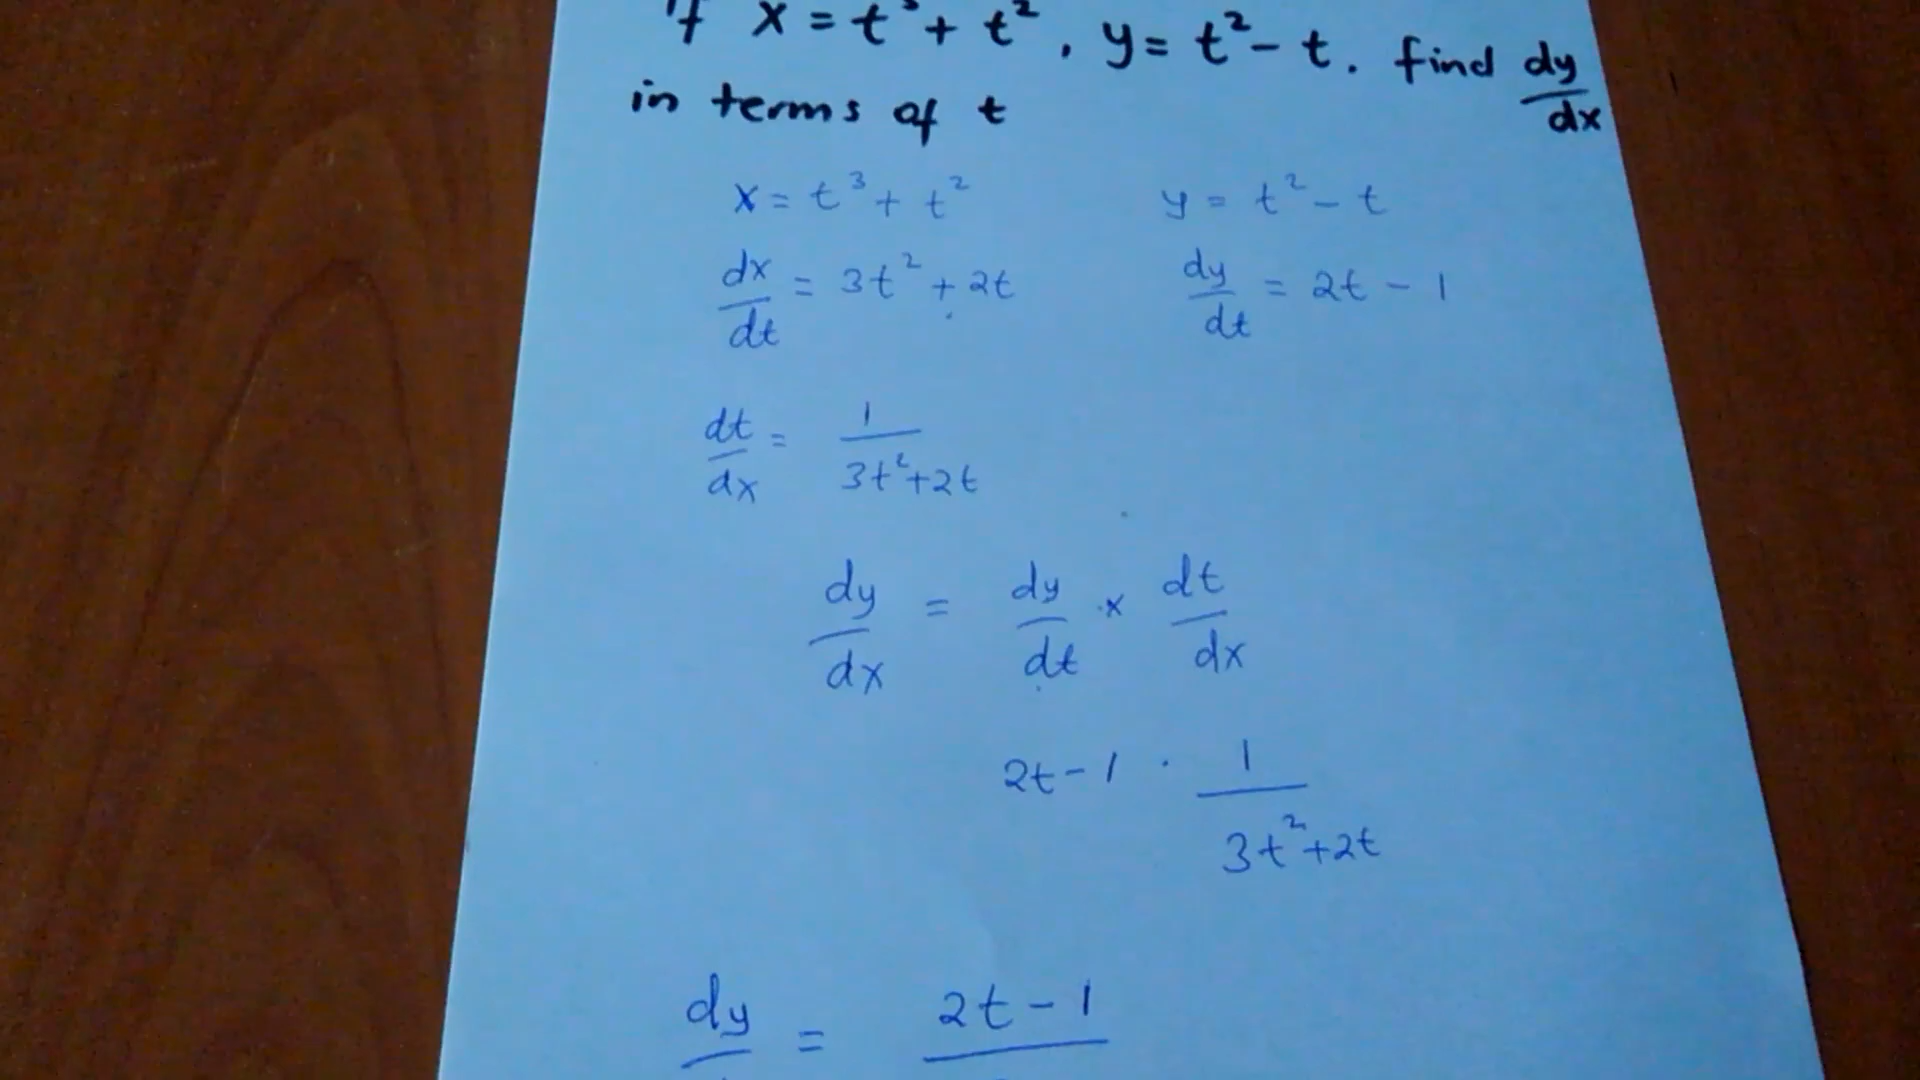 If x = t³ + t², y = t² - t. find dy/dx
in terms of t
x = t³ + t² y = t² - t
dx/dt = 3t² + 2t dy/dt = 2t - 1
dt/dx = 1/3t²+2t
dy/dx = dy/dt × dt/dx
2t - 1 · 1/3t²+2t
dy = 2t - 1